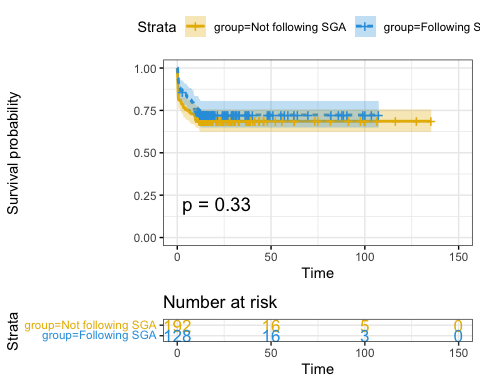 Strata group=Not following SGA group=Following S
1.00
0.75
0.50
0.25
0.00
Survival probability
p = 0.33
0 50 100 150
Time
Number at risk
Strata
group=Not following SGA 192 16 5 0
group=Following SGA 128 16 3 0
0 50 100 150
Time